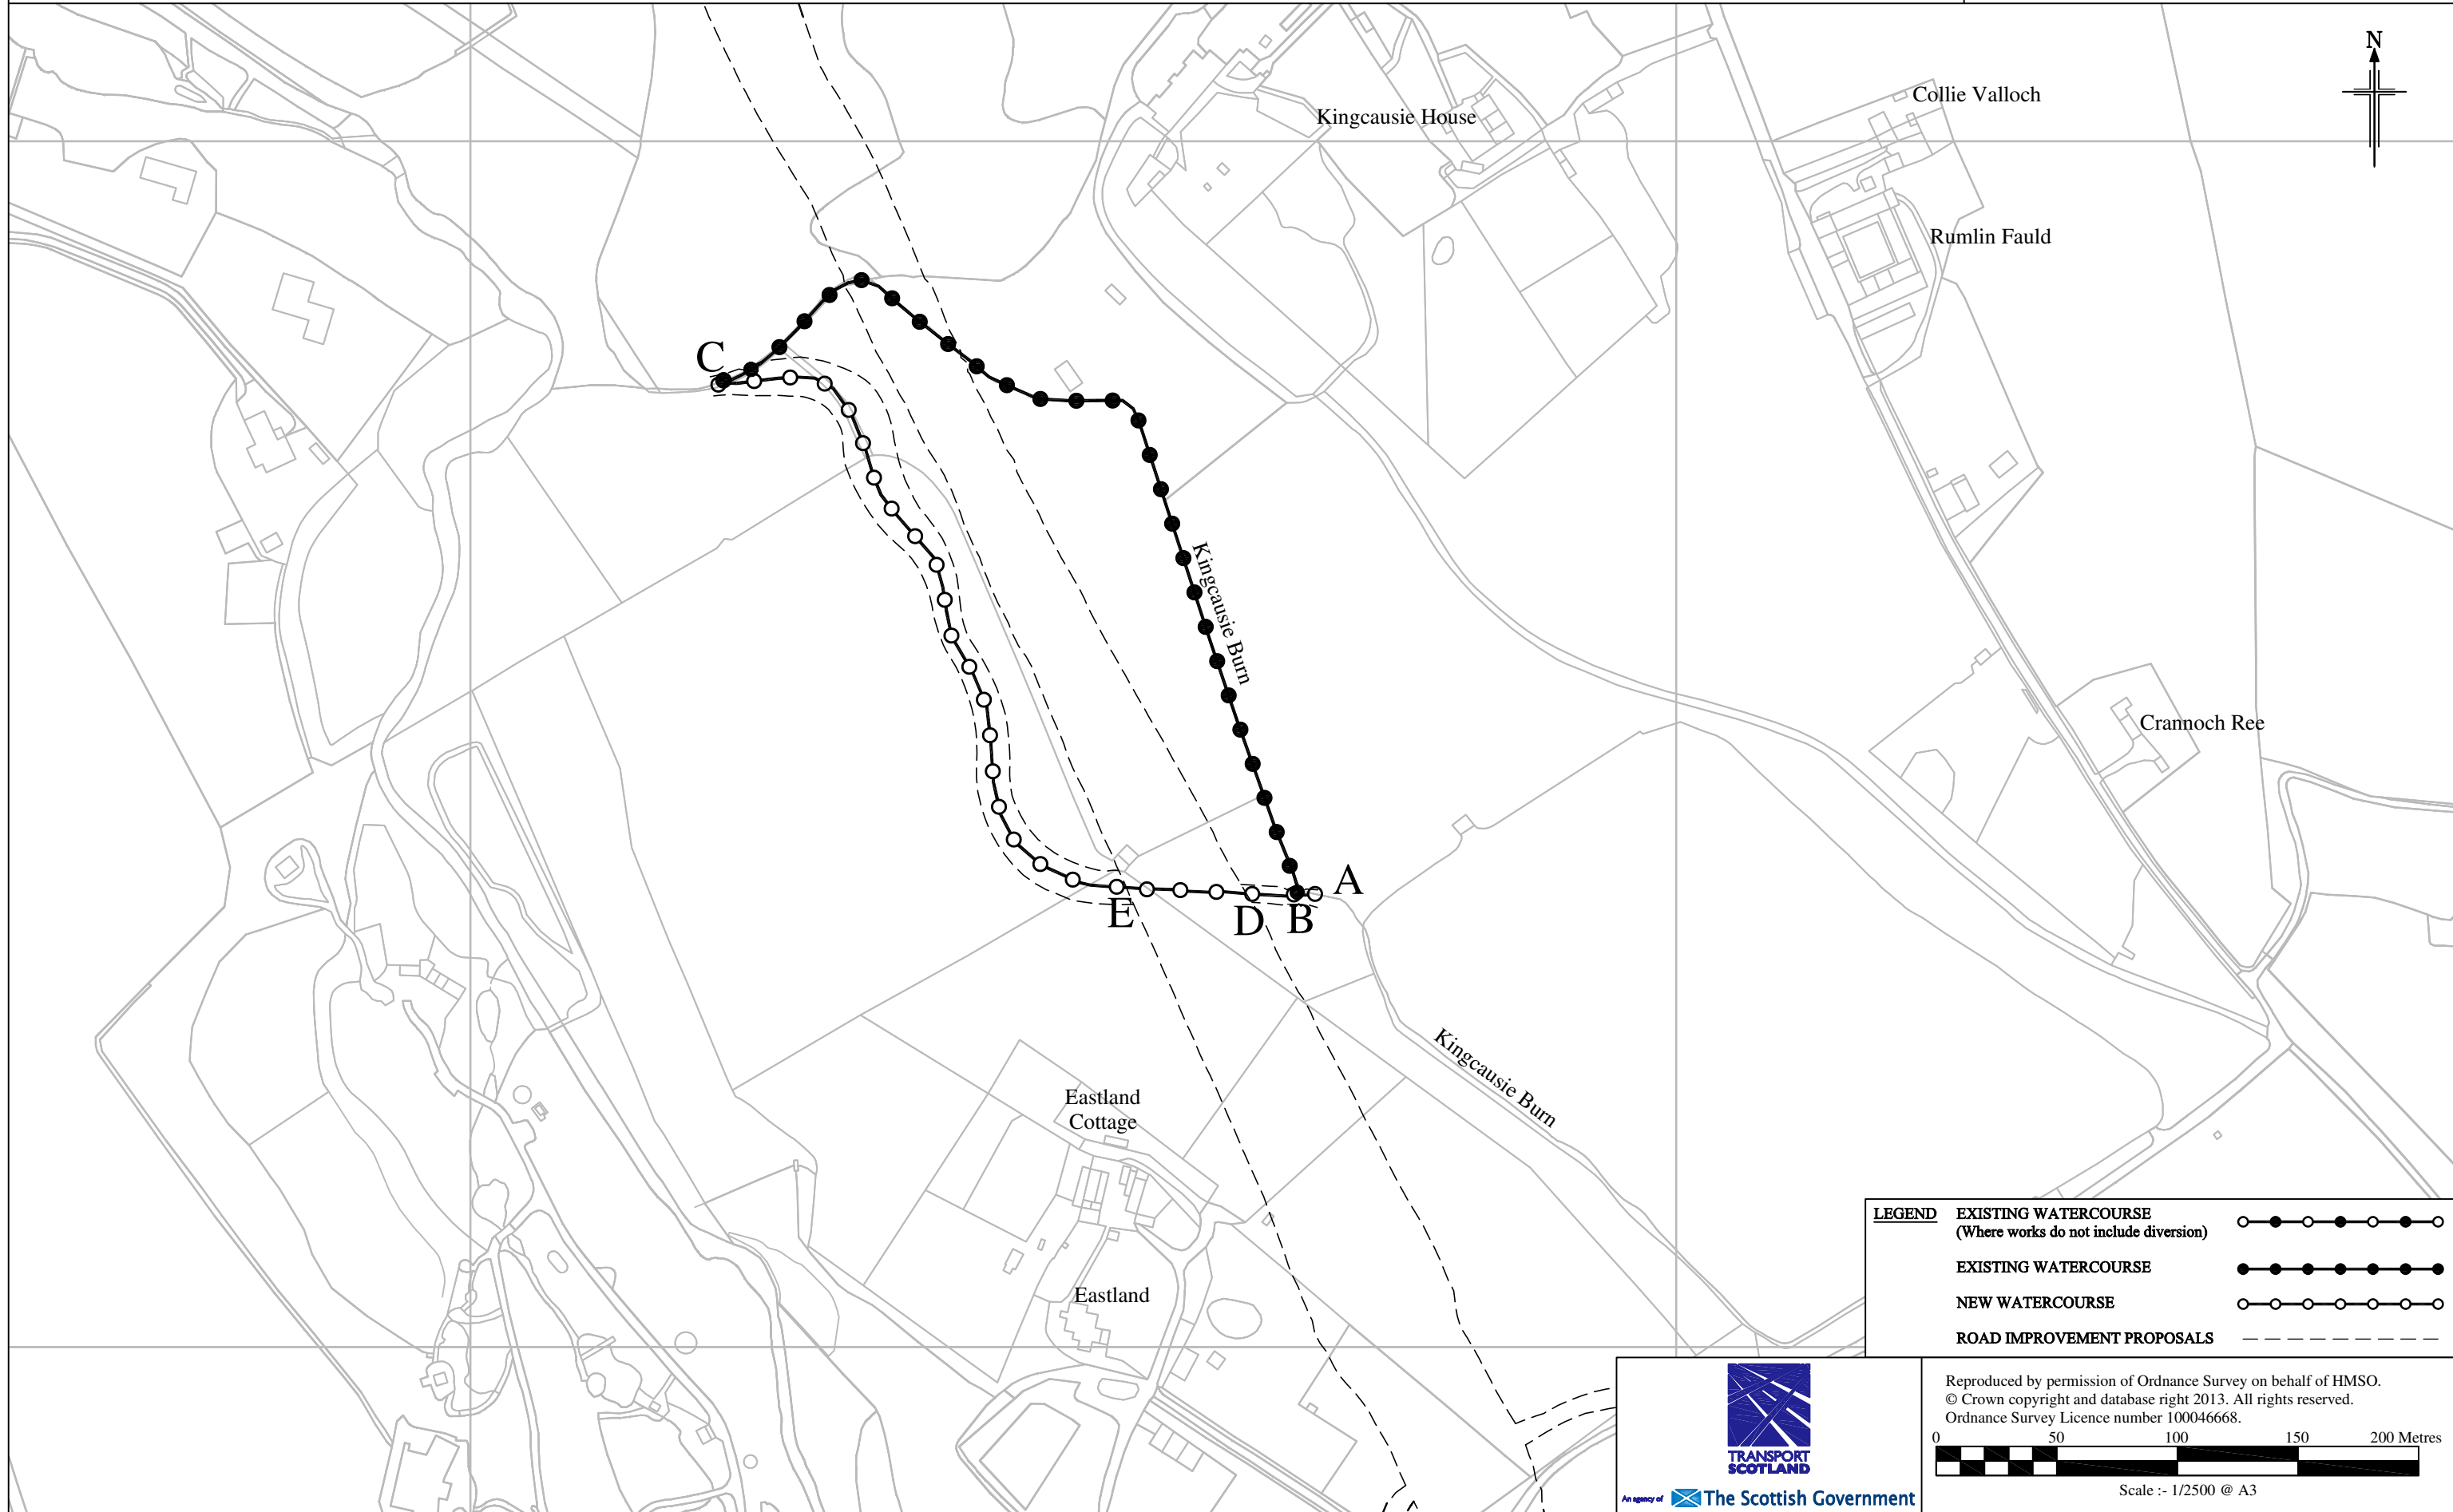 N
Collie Valloch
Kingcausie House
Rumlin Fauld
C
Kingcausie Burn
Crannoch Ree
A
E
D
B
Kingcausie Burn
Eastland
Cottage
Eastland
LEGEND
EXISTING WATERCOURSE
(Where works do not include diversion)
EXISTING WATERCOURSE
NEW WATERCOURSE
ROAD IMPROVEMENT PROPOSALS
TRANSPORT
SCOTLAND
An agency of The Scottish Government
Reproduced by permission of Ordnance Survey on behalf of HMSO.
© Crown copyright and database right 2013. All rights reserved.
Ordnance Survey Licence number 100046668.
0 50 100 150 200 Metres
Scale :- 1/2500 @ A3